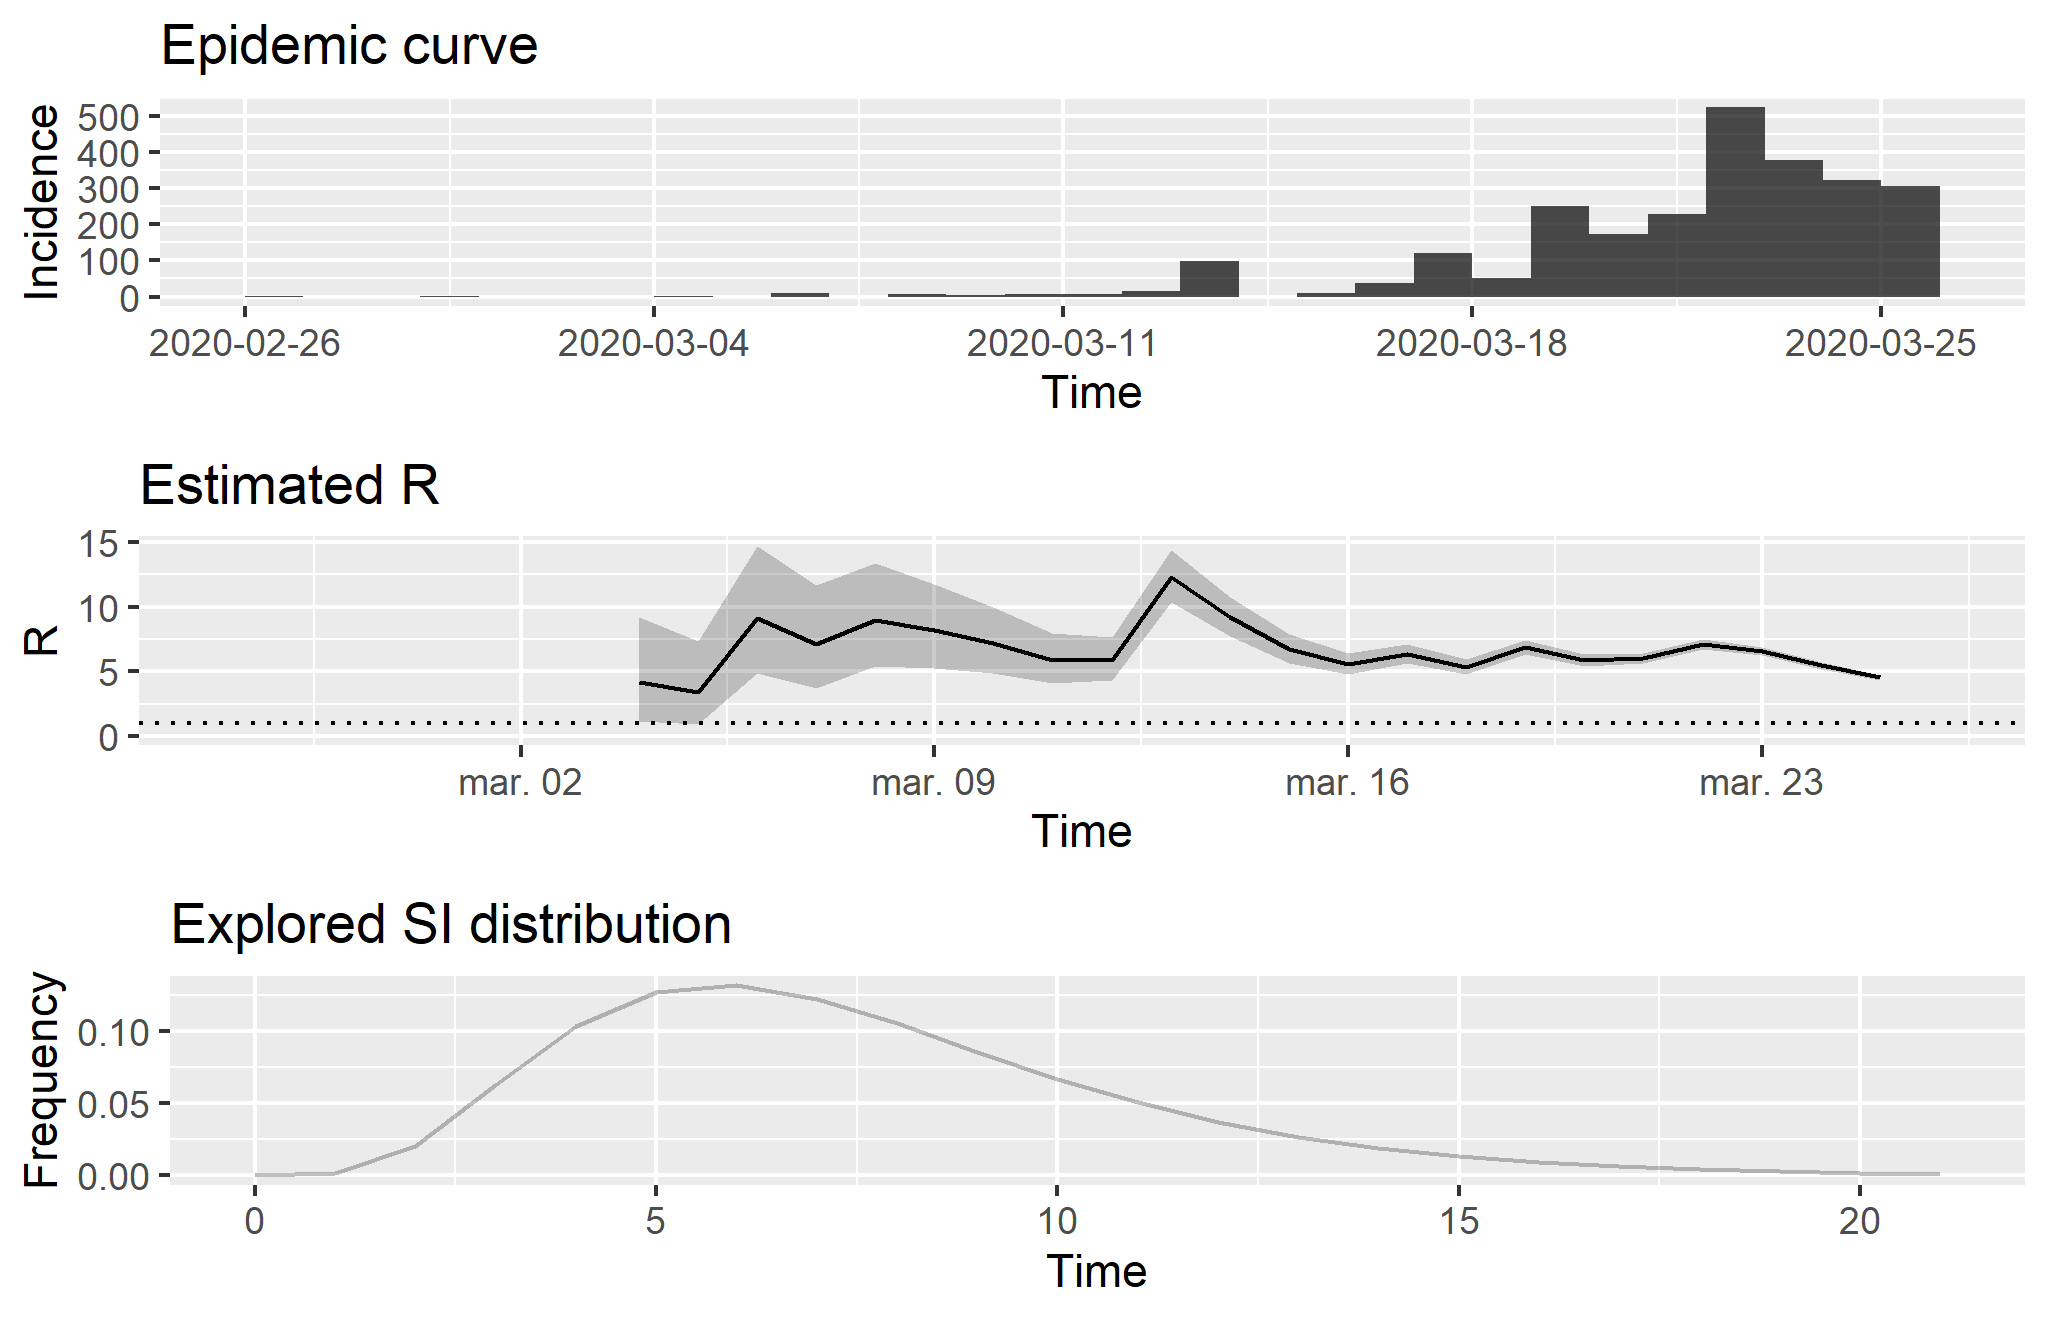 Epidemic curve
Incidence
500
400
300
200
100
0
2020-02-26 2020-03-04 2020-03-11 2020-03-18 2020-03-25
Time
Estimated R
R
15
10
5
0
mar. 02 mar. 09 mar. 16 mar. 23
Time
Explored SI distribution
Frequency
0.10
0.05
0.00
0 5 10 15 20
Time